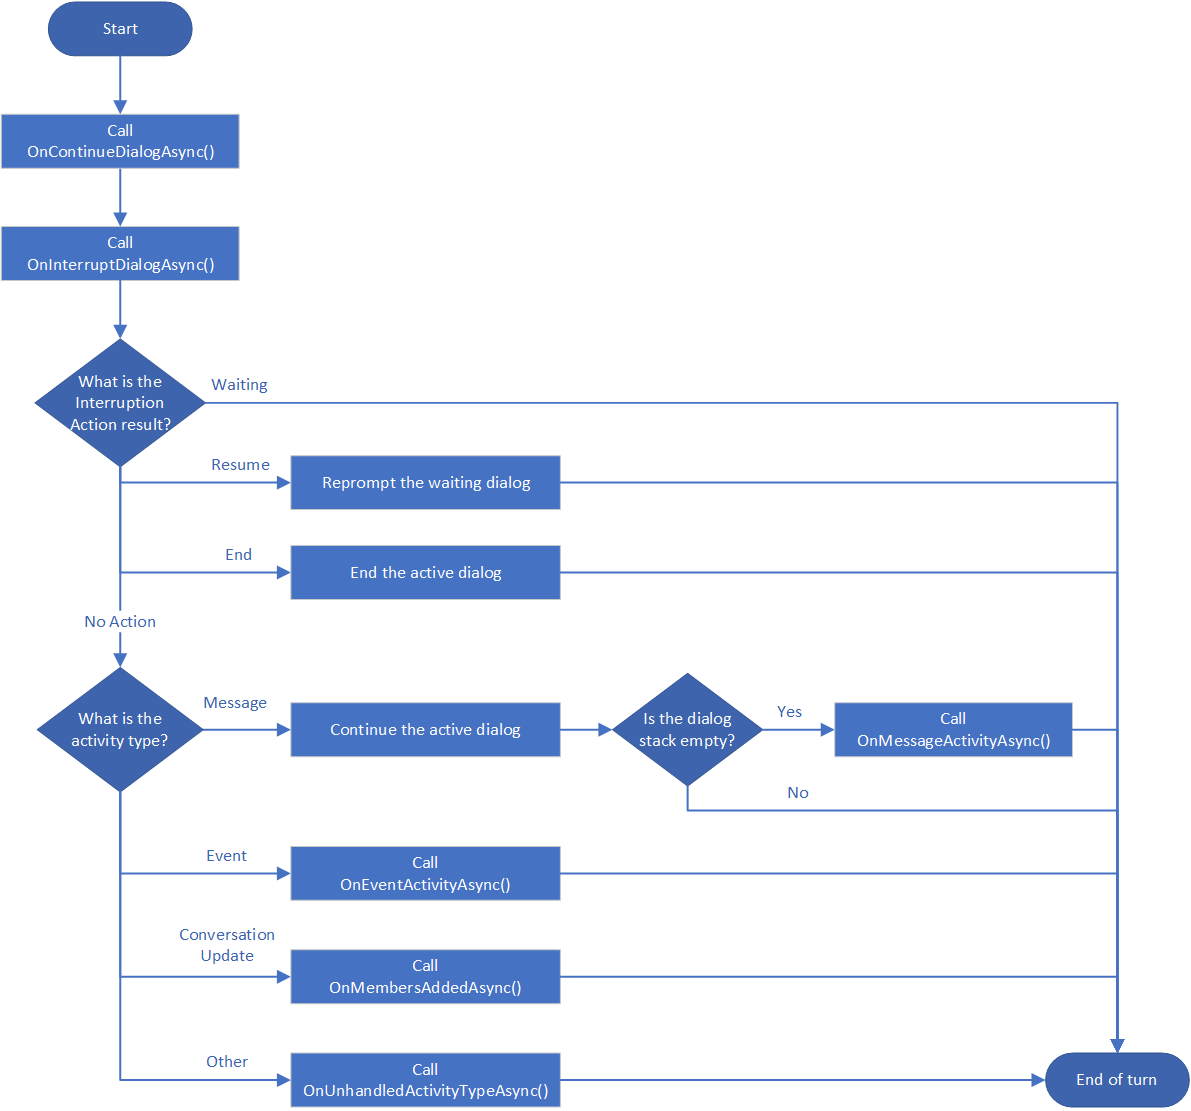 Start
Call
OnContinueDialogAsync()
Call
OnInterruptDialogAsync()
What is the
Interruption
Action result?
Waiting
Resume
Reprompt the waiting dialog
End
End the active dialog
No Action
What is the
activity type?
Message
Continue the active dialog
Is the dialog
stack empty?
Yes
Call
OnMessageActivityAsync()
No
Event
Call
OnEventActivityAsync()
Conversation
Update
Call
OnMembersAddedAsync()
Other
Call
OnUnhandledActivityTypeAsync()
End of turn